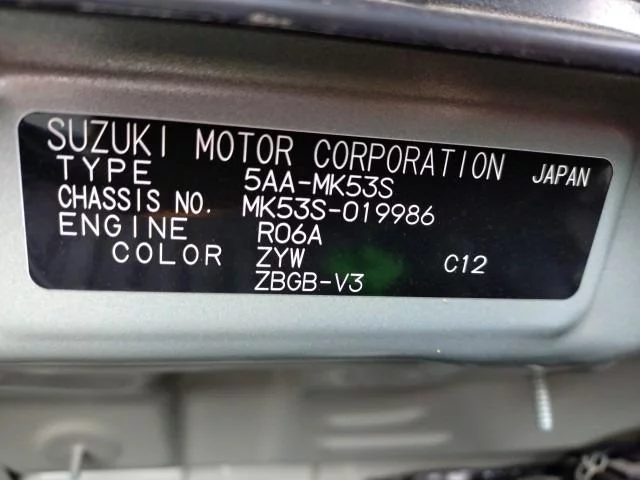 SUZUKI MOTOR CORPORATION JAPAN
TYPE 5AA-MK53S
CHASSIS NO. MK53S-019986
ENGINE R06A
COLOR ZYW C12
ZBGB-V3